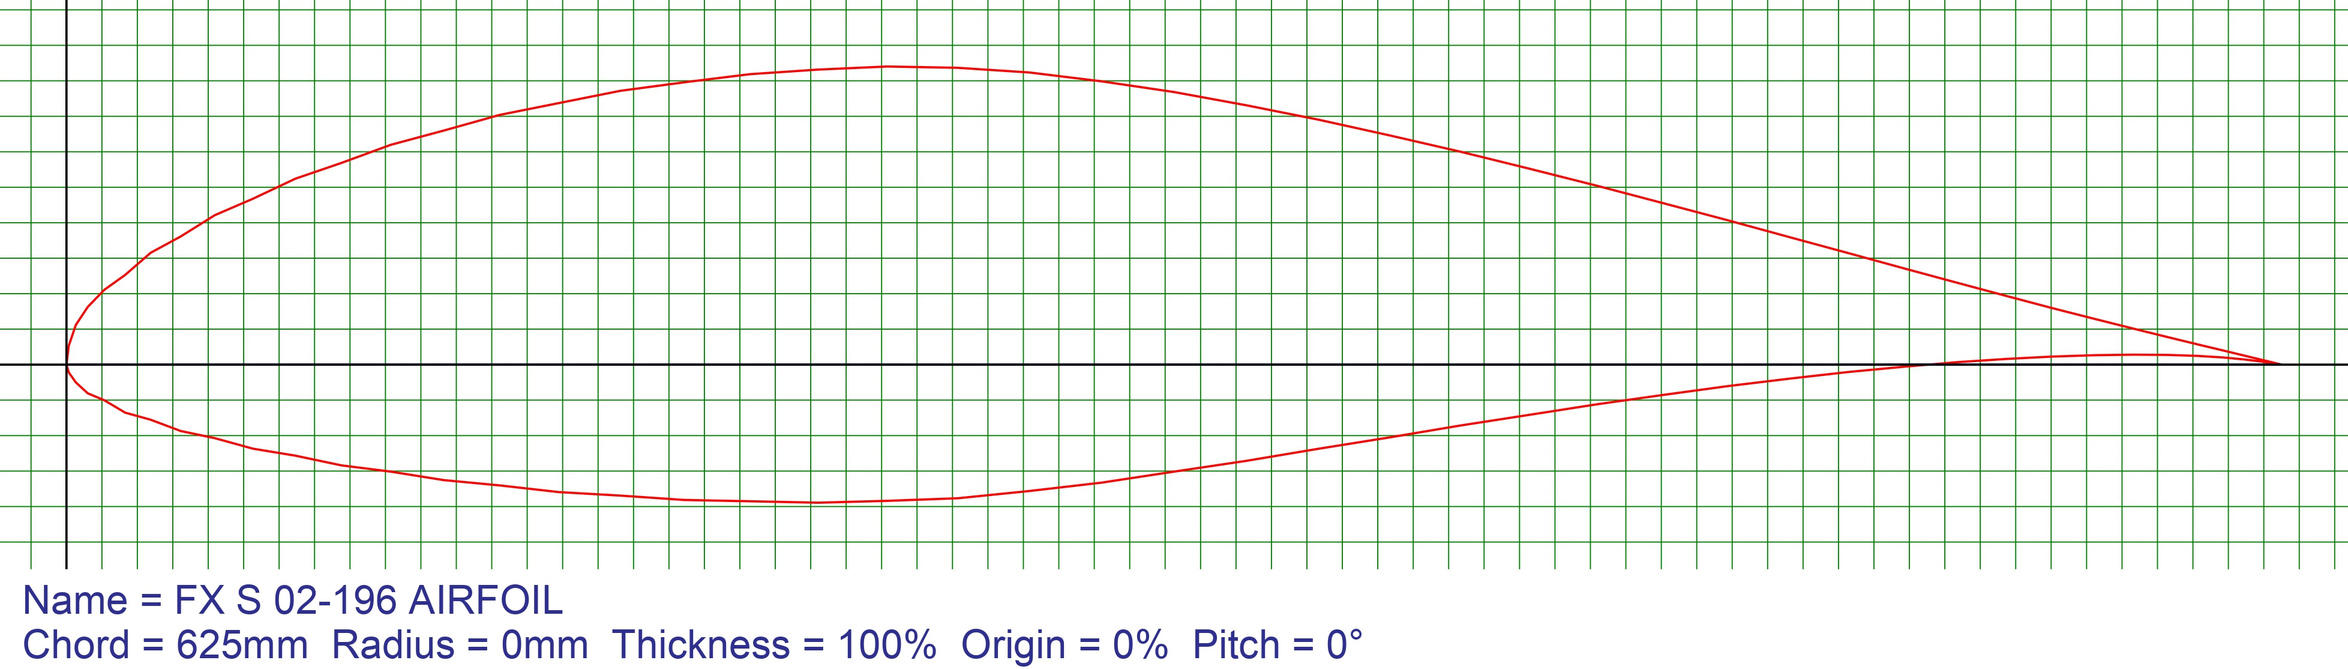 Name = FX S 02-196 AIRFOIL
Chord = 625mm  Radius = 0mm  Thickness = 100%  Origin = 0%  Pitch = 0°